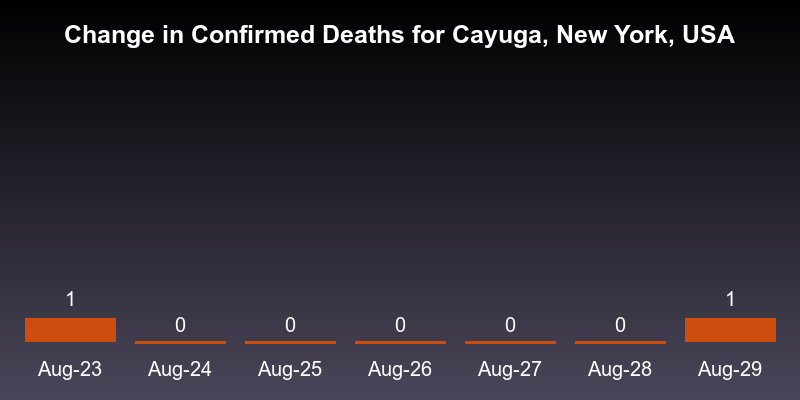 Change in Confirmed Deaths for Cayuga, New York, USA
1 0 0 0 0 0 1
Aug-23 Aug-24 Aug-25 Aug-26 Aug-27 Aug-28 Aug-29